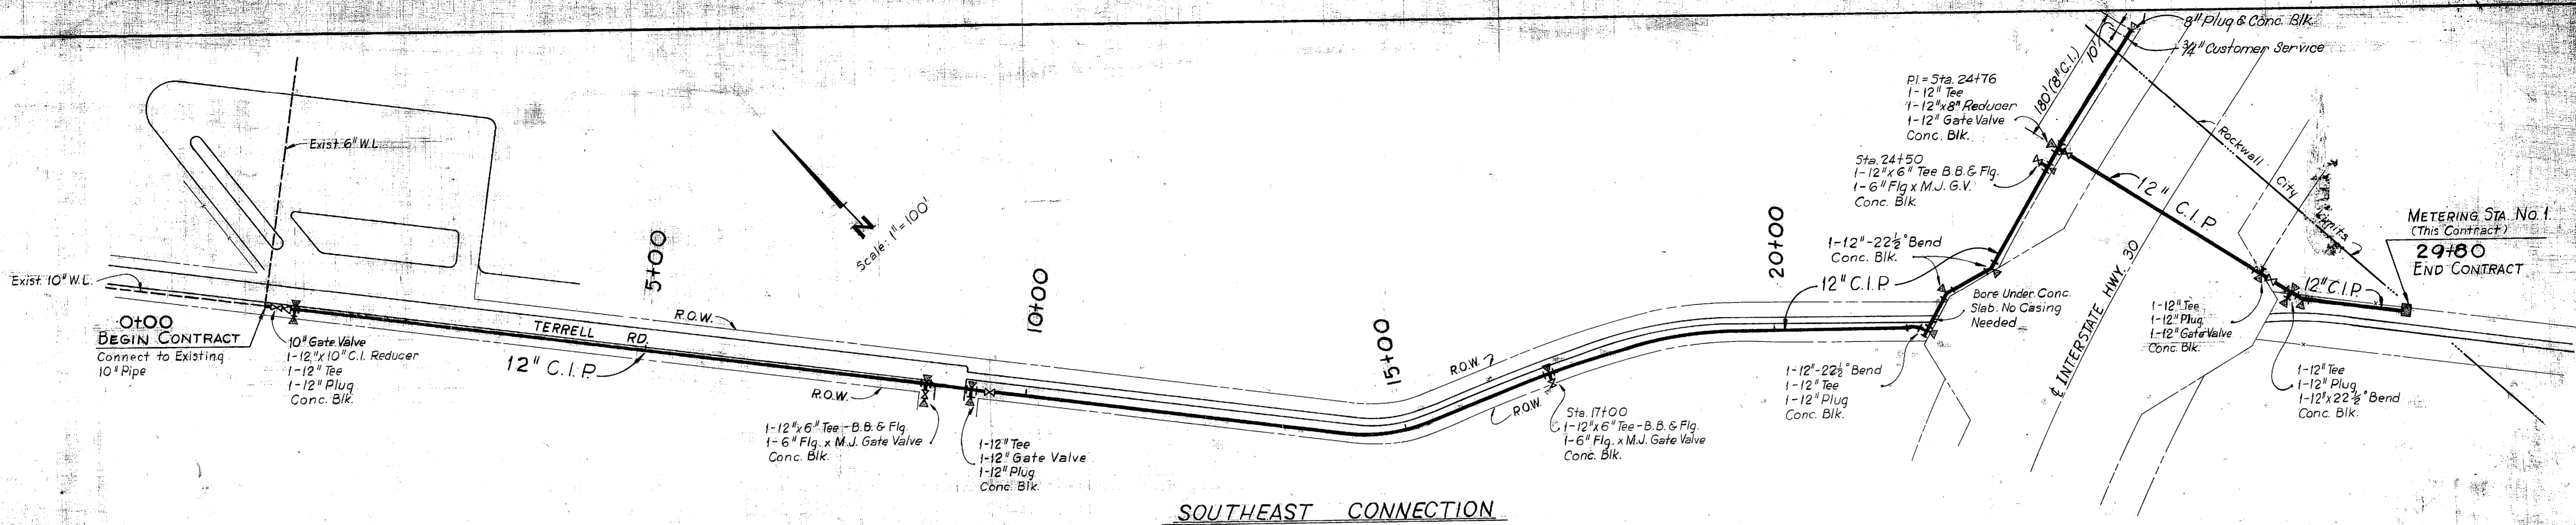 Exist. 6" W.L.
Exist. 10" W.L.
0+00
BEGIN CONTRACT
Connect to Existing
10" Pipe
10" Gate Valve
1-12"x10" C.I. Reducer
1-12" Tee
1-12" Plug
Conc. Blk.
TERRELL RD.
12" C.I.P.
5+00
R.O.W.
R.O.W.
N
Scale: 1"=100'
1-12"x6" Tee-B.B. & Flg.
1-6" Flg. x M.J. Gate Valve
Conc. Blk.
1-12" Tee
1-12" Gate Valve
1-12" Plug
Conc. Blk.
10+00
15+00
R.O.W.
R.O.W.
Sta. 17+00
1-12"x6" Tee-B.B. & Flg.
1-6" Flg. x M.J. Gate Valve
Conc. Blk.
20+00
12" C.I.P.
1-12"-22½° Bend
Conc. Blk.
1-12"-22½° Bend
1-12" Tee
1-12" Plug
Conc. Blk.
Bore Under Conc.
Slab. No Casing
Needed
Sta. 24+50
1-12"x6" Tee B.B. & Flg.
1-6" Flg x M.J. G.V.
Conc. Blk.
P.I. = Sta. 24+76
1-12" Tee
1-12"x8" Reducer
1-12" Gate Valve
Conc. Blk.
180' (8" C.I.)
10'
8" Plug & Conc. Blk.
¾" Customer Service
Rockwall City Limits
12" C.I.P.
℄ INTERSTATE HWY. 30
1-12" Tee
1-12" Plug
1-12" Gate Valve
Conc. Blk.
12" C.I.P.
1-12" Tee
1-12" Plug
1-12"x22½° Bend
Conc. Blk.
METERING STA. NO. 1.
(This Contract)
29+80
END CONTRACT
SOUTHEAST CONNECTION